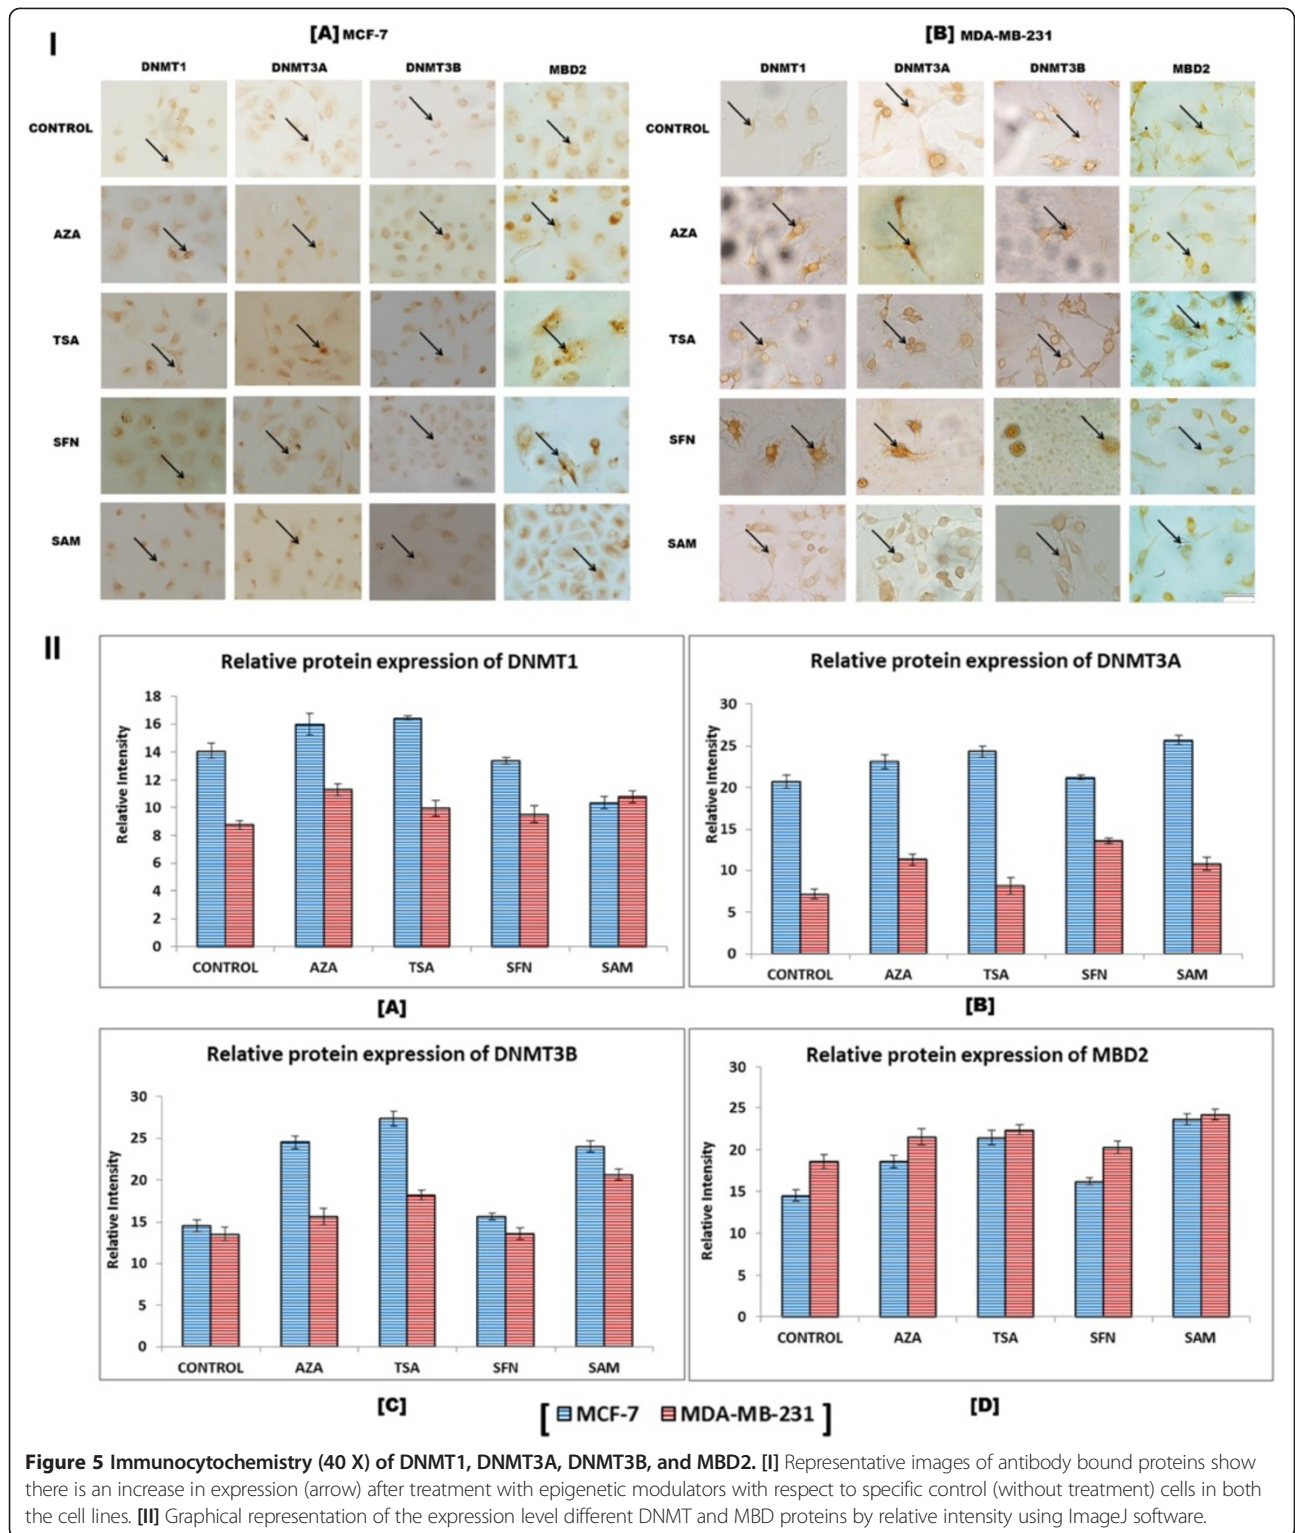 I
[A] MCF-7
[B] MDA-MB-231
DNMT1 DNMT3A DNMT3B MBD2
DNMT1 DNMT3A DNMT3B MBD2
CONTROL
CONTROL
AZA
AZA
TSA
TSA
SFN
SFN
SAM
SAM
II
Relative protein expression of DNMT1
Relative Intensity
18
16
14
12
10
8
6
4
2
0
CONTROL AZA TSA SFN SAM
[A]
Relative protein expression of DNMT3A
Relative Intensity
30
25
20
15
10
5
0
CONTROL AZA TSA SFN SAM
[B]
Relative protein expression of DNMT3B
Relative Intensity
30
25
20
15
10
5
0
CONTROL AZA TSA SFN SAM
[C]
Relative protein expression of MBD2
Relative Intensity
30
25
20
15
10
5
0
CONTROL AZA TSA SFN SAM
[D]
[ MCF-7 MDA-MB-231 ]
Figure 5 Immunocytochemistry (40 X) of DNMT1, DNMT3A, DNMT3B, and MBD2. [I] Representative images of antibody bound proteins show
there is an increase in expression (arrow) after treatment with epigenetic modulators with respect to specific control (without treatment) cells in both
the cell lines. [II] Graphical representation of the expression level different DNMT and MBD proteins by relative intensity using ImageJ software.